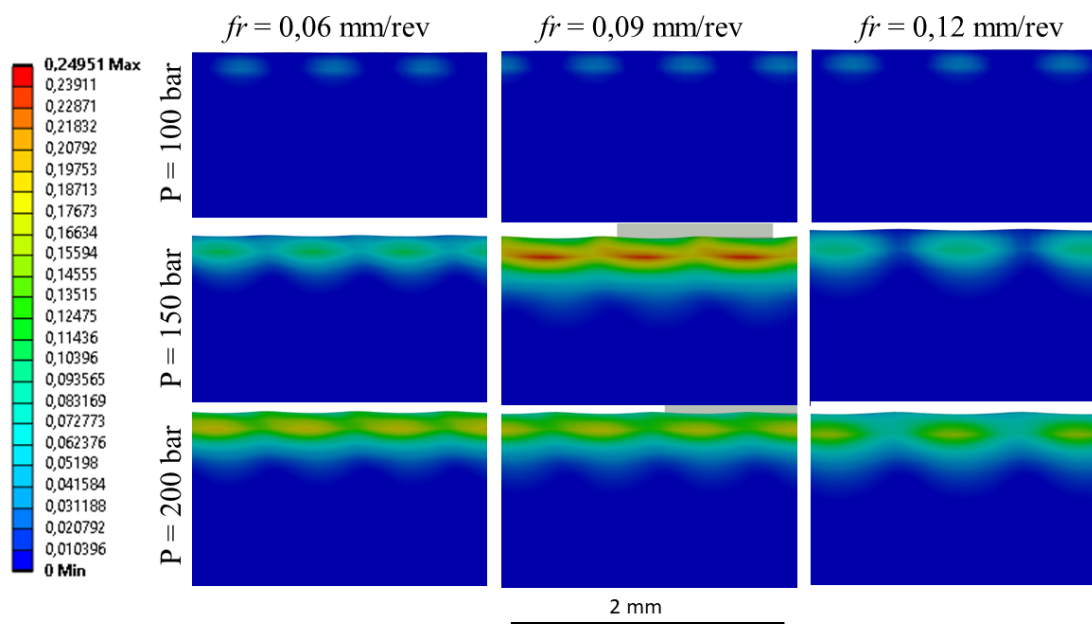 fr = 0,06 mm/rev
fr = 0,09 mm/rev
fr = 0,12 mm/rev
0,24951 Max
0,23911
0,22871
0,21832
0,20792
0,19753
0,18713
0,17673
0,16634
0,15594
0,14555
0,13515
0,12475
0,11436
0,10396
0,093565
0,083169
0,072773
0,062376
0,05198
0,041584
0,031188
0,020792
0,010396
0 Min
P = 100 bar
P = 150 bar
P = 200 bar
2 mm